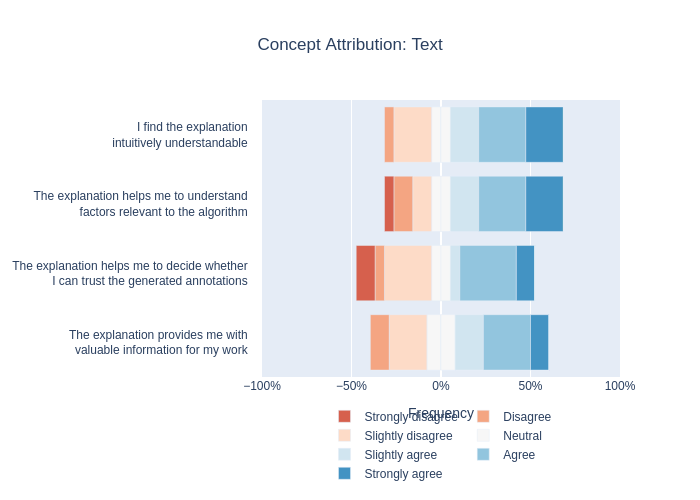 Concept Attribution: Text
I find the explanation
intuitively understandable
The explanation helps me to understand
factors relevant to the algorithm
The explanation helps me to decide whether
I can trust the generated annotations
The explanation provides me with
valuable information for my work
−100% −50% 0% 50% 100%
Frequency
Strongly disagree Disagree
Slightly disagree Neutral
Slightly agree Agree
Strongly agree